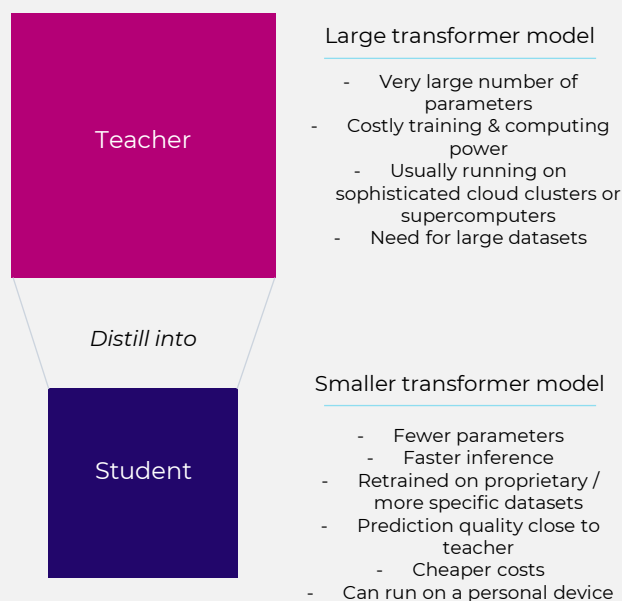 Large transformer model
- Very large number of
parameters
- Costly training & computing
power
- Usually running on
sophisticated cloud clusters or
supercomputers
- Need for large datasets
Teacher
Distill into
Smaller transformer model
- Fewer parameters
- Faster inference
- Retrained on proprietary /
more specific datasets
- Prediction quality close to
teacher
- Cheaper costs
- Can run on a personal device
Student